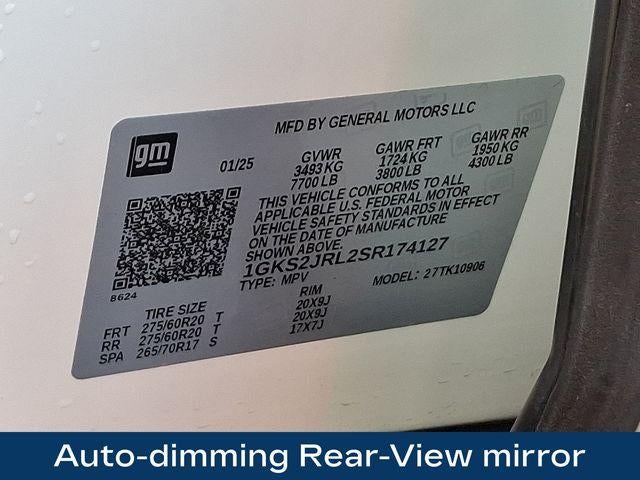 gm
MFD BY GENERAL MOTORS LLC
01/25 GVWR GAWR FRT GAWR RR
3493 KG 1724 KG 1950 KG
7700 LB 3800 LB 4300 LB
THIS VEHICLE CONFORMS TO ALL
APPLICABLE U.S. FEDERAL MOTOR
VEHICLE SAFETY STANDARDS IN EFFECT
ON THE DATE OF MANUFACTURE
SHOWN ABOVE.
1GKS2JRL2SR174127
TYPE: MPV MODEL: 27TK10906
B624
TIRE SIZE RIM
FRT 275/60R20 T 20X9J
RR 275/60R20 T 20X9J
SPA 265/70R17 S 17X7J
Auto-dimming Rear-View mirror